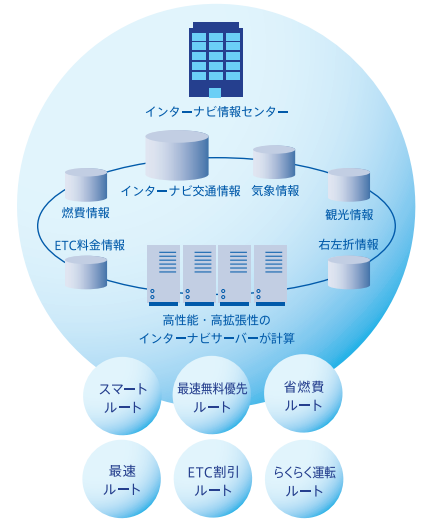 インターナビ情報センター
インターナビ交通情報
気象情報
燃費情報
観光情報
ETC料金情報
右左折情報
高性能・高拡張性の
インターナビサーバーが計算
スマート
ルート
最速無料優先
ルート
省燃費
ルート
最速
ルート
ETC割引
ルート
らくらく運転
ルート